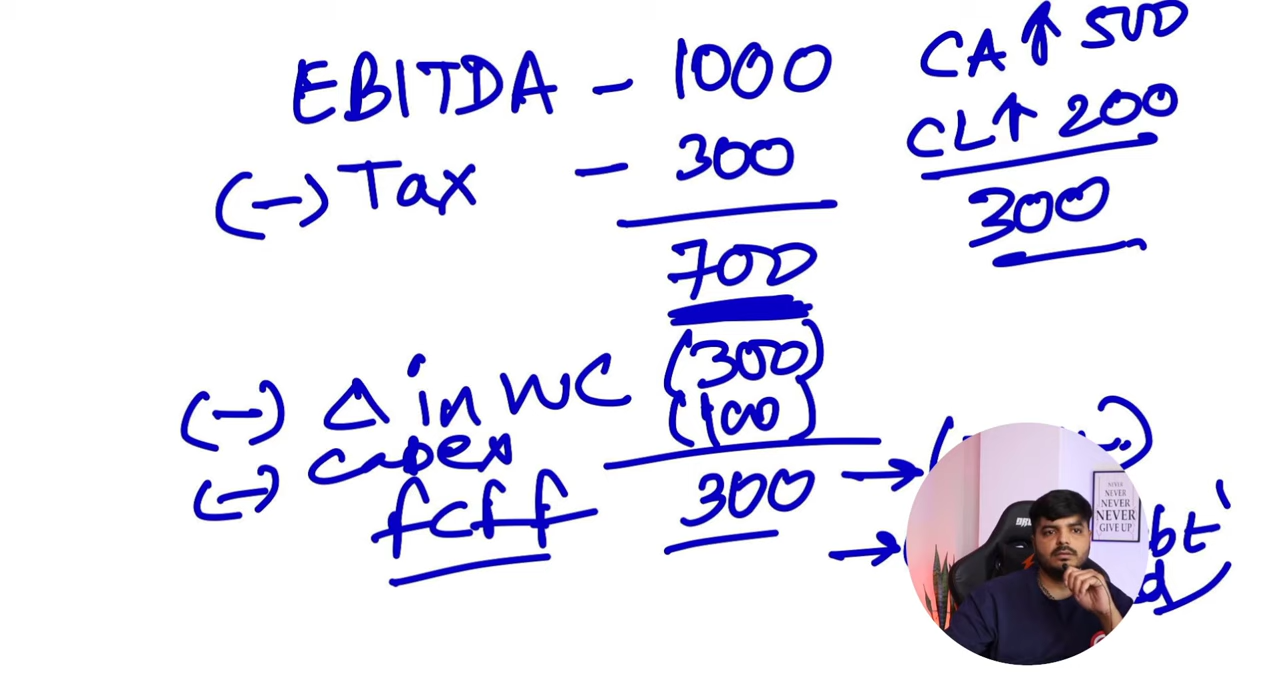 EBITDA - 1000
(-) Tax - 300
700
(-) Δ in WC (300)
(-) capex (100)
fcff 300 →
→
CA ↑ 500
CL ↑ 200
300
NEVER
NEVER
NEVER
NEVER
GIVE UP